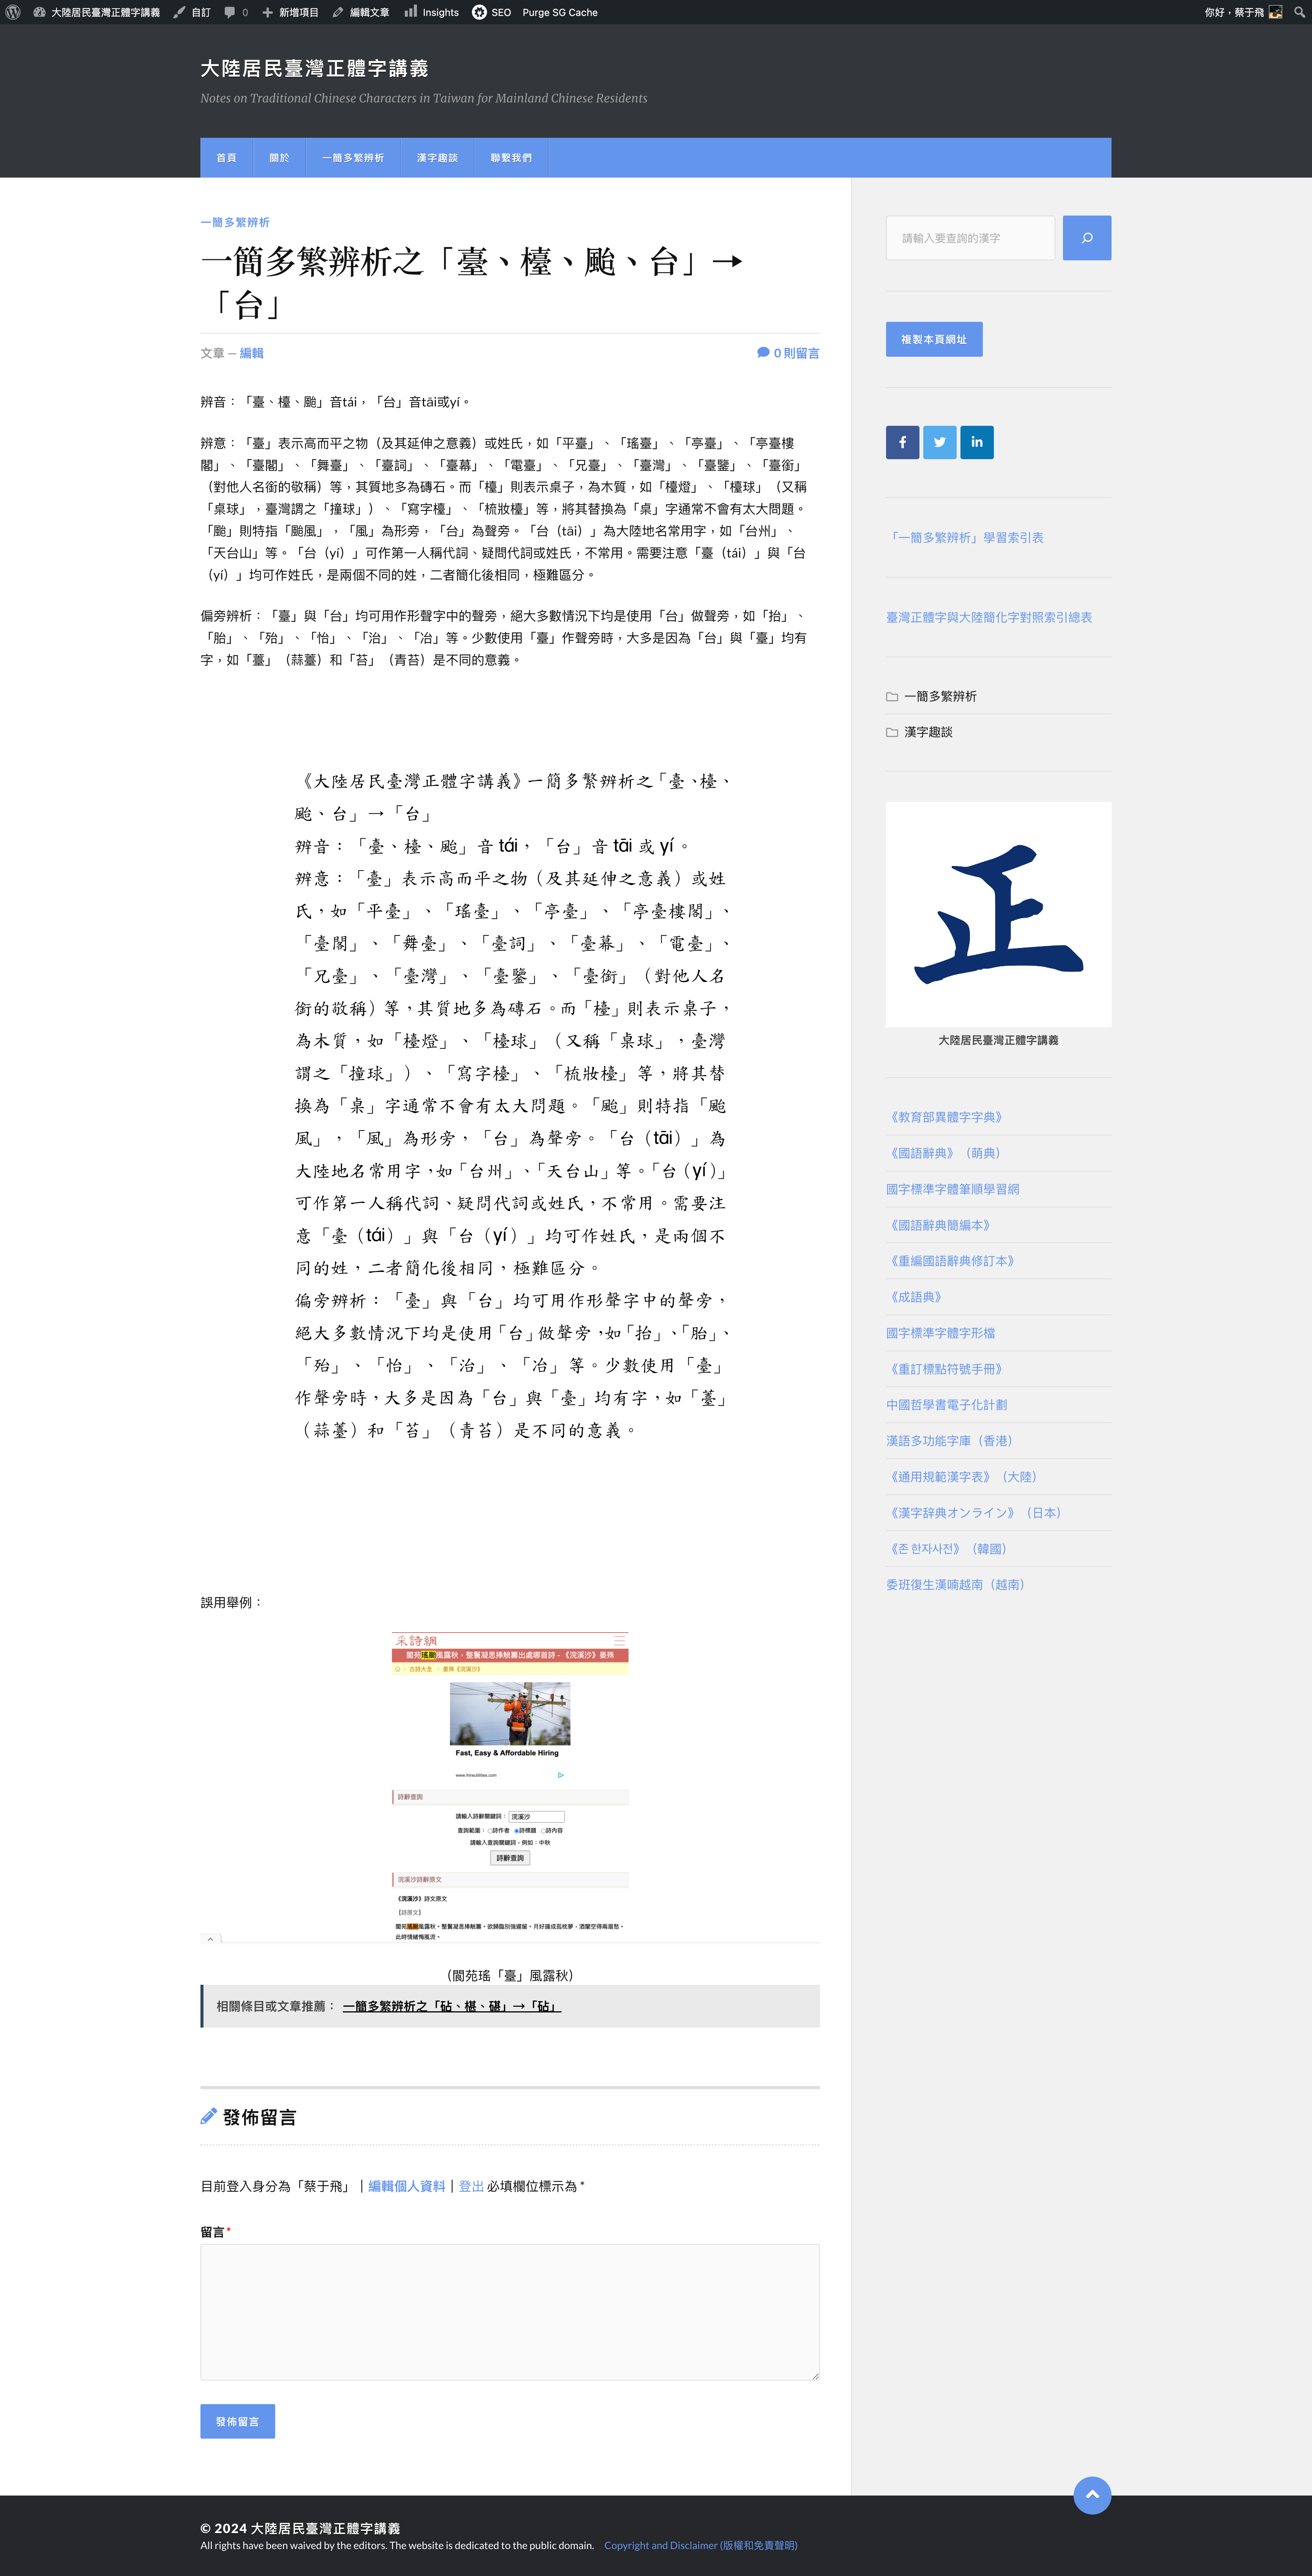 大陸居民臺灣正體字講義
自訂
0
新增項目
編輯文章
Insights
SEO
Purge SG Cache
你好，蔡于飛
大陸居民臺灣正體字講義
Notes on Traditional Chinese Characters in Taiwan for Mainland Chinese Residents
首頁
關於
一簡多繁辨析
漢字趣談
聯繫我們
一簡多繁辨析
一簡多繁辨析之「臺、檯、颱、台」→
「台」
文章 — 編輯
0 則留言
辨音：「臺、檯、颱」音tái，「台」音tāi或yí。
辨意：「臺」表示高而平之物（及其延伸之意義）或姓氏，如「平臺」、「瑤臺」、「亭臺」、「亭臺樓
閣」、「臺閣」、「舞臺」、「臺詞」、「臺幕」、「電臺」、「兄臺」、「臺灣」、「臺鑒」、「臺銜」
（對他人名銜的敬稱）等，其質地多為磚石。而「檯」則表示桌子，為木質，如「檯燈」、「檯球」（又稱
「桌球」，臺灣謂之「撞球」）、「寫字檯」、「梳妝檯」等，將其替換為「桌」字通常不會有太大問題。
「颱」則特指「颱風」，「風」為形旁，「台」為聲旁。「台（tāi）」為大陸地名常用字，如「台州」、
「天台山」等。「台（yí）」可作第一人稱代詞、疑問代詞或姓氏，不常用。需要注意「臺（tái）」與「台
（yí）」均可作姓氏，是兩個不同的姓，二者簡化後相同，極難區分。
偏旁辨析：「臺」與「台」均可用作形聲字中的聲旁，絕大多數情況下均是使用「台」做聲旁，如「抬」、
「胎」、「殆」、「怡」、「治」、「冶」等。少數使用「臺」作聲旁時，大多是因為「台」與「臺」均有
字，如「薹」（蒜薹）和「苔」（青苔）是不同的意義。
《大陸居民臺灣正體字講義》一簡多繁辨析之「臺、檯、
颱、台」→「台」
辨音：「臺、檯、颱」音 tái，「台」音 tāi 或 yí。
辨意：「臺」表示高而平之物（及其延伸之意義）或姓
氏，如「平臺」、「瑤臺」、「亭臺」、「亭臺樓閣」、
「臺閣」、「舞臺」、「臺詞」、「臺幕」、「電臺」、
「兄臺」、「臺灣」、「臺鑒」、「臺銜」（對他人名
銜的敬稱）等，其質地多為磚石。而「檯」則表示桌子，
為木質，如「檯燈」、「檯球」（又稱「桌球」，臺灣
謂之「撞球」）、「寫字檯」、「梳妝檯」等，將其替
換為「桌」字通常不會有太大問題。「颱」則特指「颱
風」，「風」為形旁，「台」為聲旁。「台（tāi）」為
大陸地名常用字，如「台州」、「天台山」等。「台（yí）」
可作第一人稱代詞、疑問代詞或姓氏，不常用。需要注
意「臺（tái）」與「台（yí）」均可作姓氏，是兩個不
同的姓，二者簡化後相同，極難區分。
偏旁辨析：「臺」與「台」均可用作形聲字中的聲旁，
絕大多數情況下均是使用「台」做聲旁，如「抬」、「胎」、
「殆」、「怡」、「治」、「冶」等。少數使用「臺」
作聲旁時，大多是因為「台」與「臺」均有字，如「薹」
（蒜薹）和「苔」（青苔）是不同的意義。
誤用舉例：
采詩網
閬苑瑤颱風露秋，整鬟凝思捧觥籌出處哪首詩 - 《浣溪沙》晏殊
古詩大全 > 晏殊《浣溪沙》
Fast, Easy & Affordable Hiring
www.hireutilities.com
詩辭查詢
請輸入詩辭關鍵詞： 浣溪沙
查詢範圍： 詩作者 詩標題 詩內容
請輸入查詢關鍵詞，例如：中秋
詩辭查詢
浣溪沙詩辭原文
《浣溪沙》詩文原文
【詩原文】
閬苑瑤颱風露秋。整鬟凝思捧觥籌。欲歸臨別強遲留。月好謾成孤枕夢，酒闌空得兩眉愁。
此時情緒悔風流。
（閬苑瑤「臺」風露秋）
相關條目或文章推薦： 一簡多繁辨析之「砧、椹、碪」→「砧」
發佈留言
目前登入身分為「蔡于飛」｜編輯個人資料｜登出 必填欄位標示為 *
留言 *
發佈留言
請輸入要查詢的漢字
複製本頁網址
「一簡多繁辨析」學習索引表
臺灣正體字與大陸簡化字對照索引總表
一簡多繁辨析
漢字趣談
正
大陸居民臺灣正體字講義
《教育部異體字字典》
《國語辭典》（萌典）
國字標準字體筆順學習網
《國語辭典簡編本》
《重編國語辭典修訂本》
《成語典》
國字標準字體字形檔
《重訂標點符號手冊》
中國哲學書電子化計劃
漢語多功能字庫（香港）
《通用規範漢字表》（大陸）
《漢字辞典オンライン》（日本）
《존 한자사전》（韓國）
委班復生漢喃越南（越南）
© 2024 大陸居民臺灣正體字講義
All rights have been waived by the editors. The website is dedicated to the public domain. Copyright and Disclaimer (版權和免責聲明)